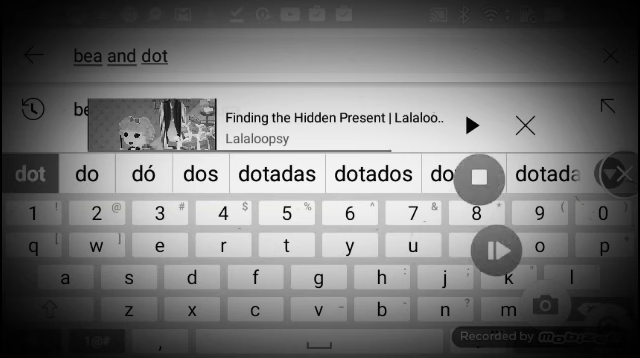 bea and dot
be
Finding the Hidden Present | Lalaloo..
Lalaloopsy
dot do dó dos dotadas dotados do dotada
1 ! 2 @ 3 # 4 $ 5 % 6 ^ 7 & 8 * 9 ( 0 )
q [ w ] e r t y u o p
a s d f g h : j ; k l
z x c v - b ' n ? m
!#☺ ,
Recorded by mobizen